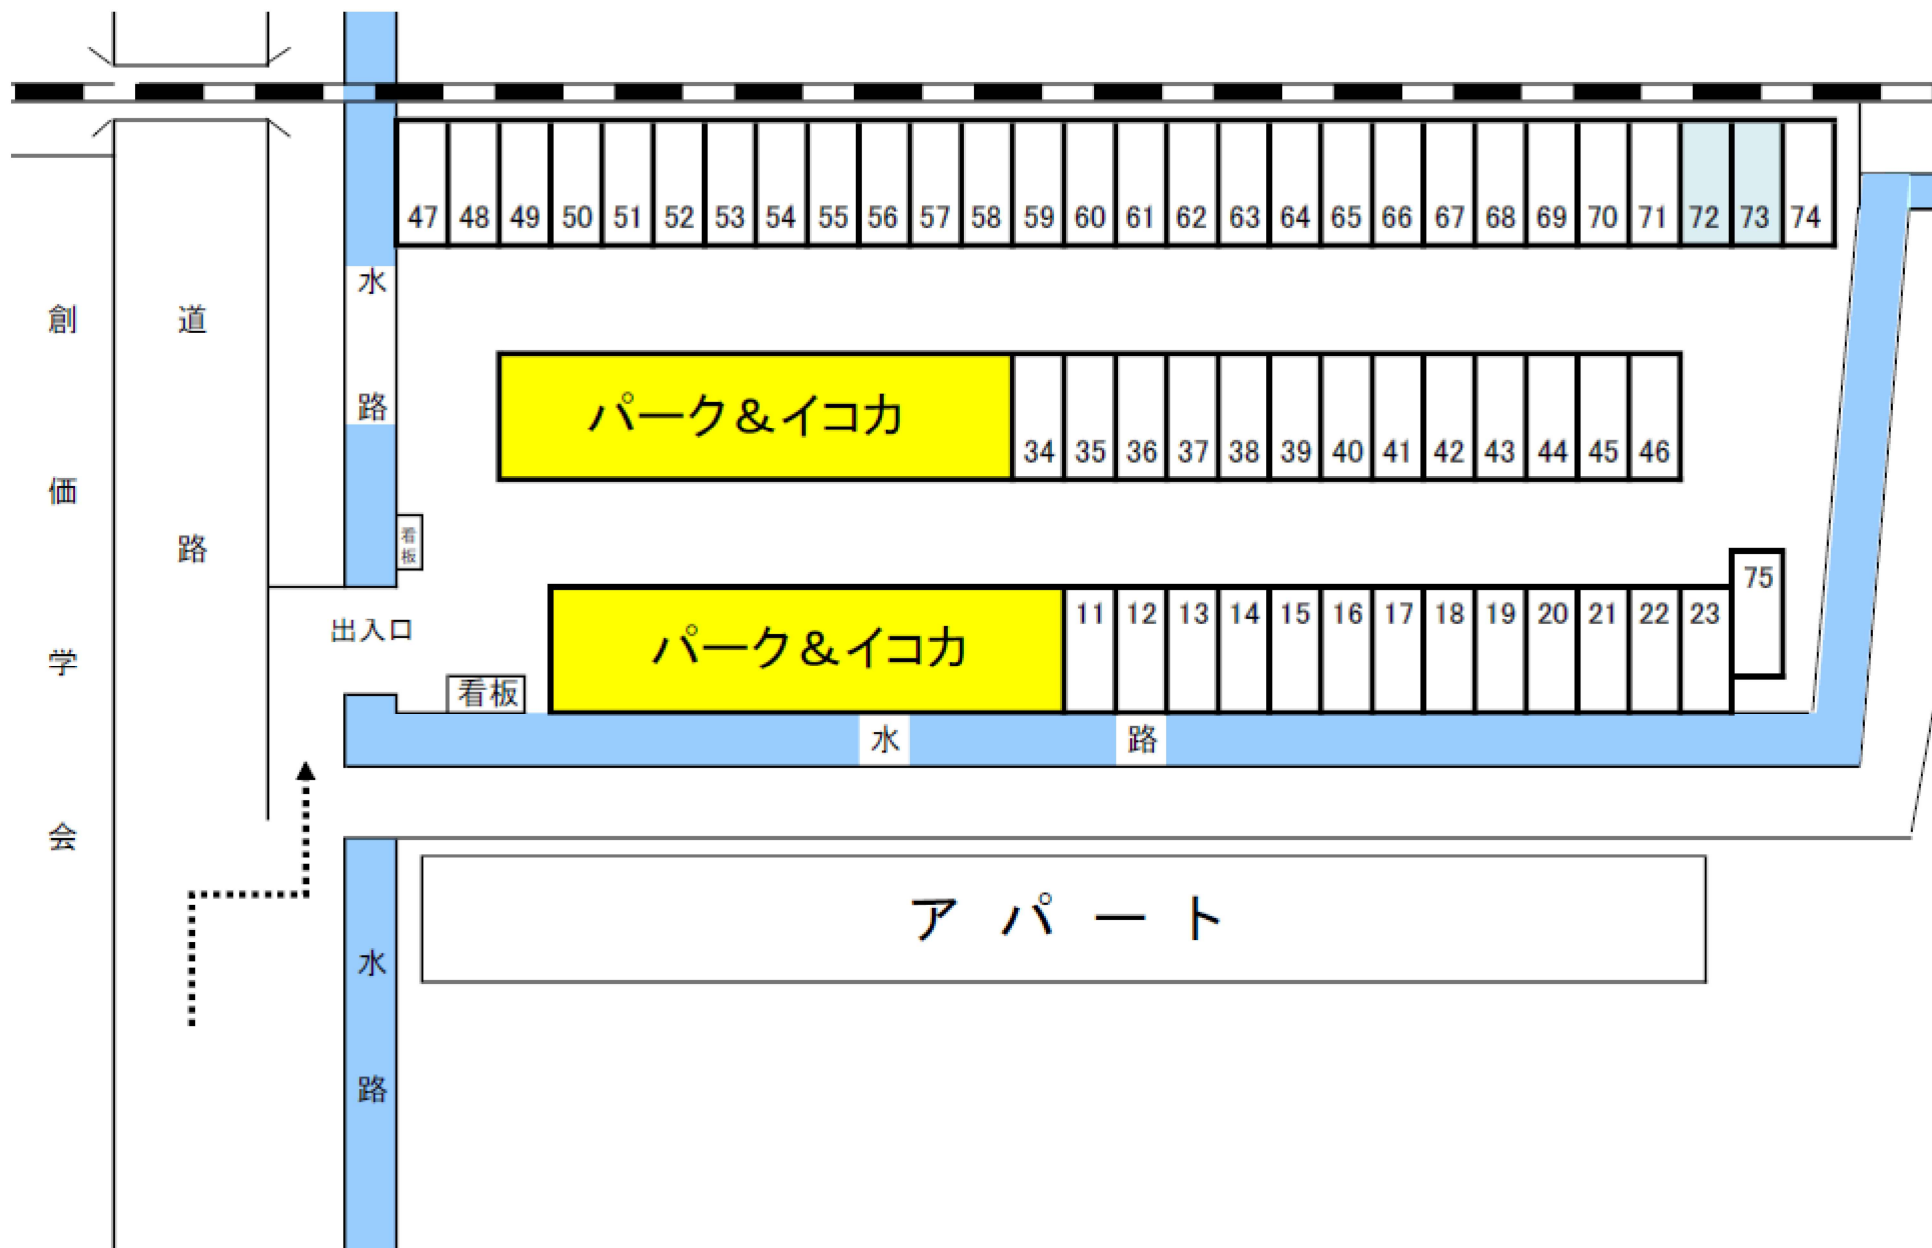 47 48 49 50 51 52 53 54 55 56 57 58 59 60 61 62 63 64 65 66 67 68 69 70 71 72 73 74
水路
創価学会
道路
パーク&イコカ
34 35 36 37 38 39 40 41 42 43 44 45 46
看板
75
出入口
パーク&イコカ
11 12 13 14 15 16 17 18 19 20 21 22 23
看板
水路
アパート
水路